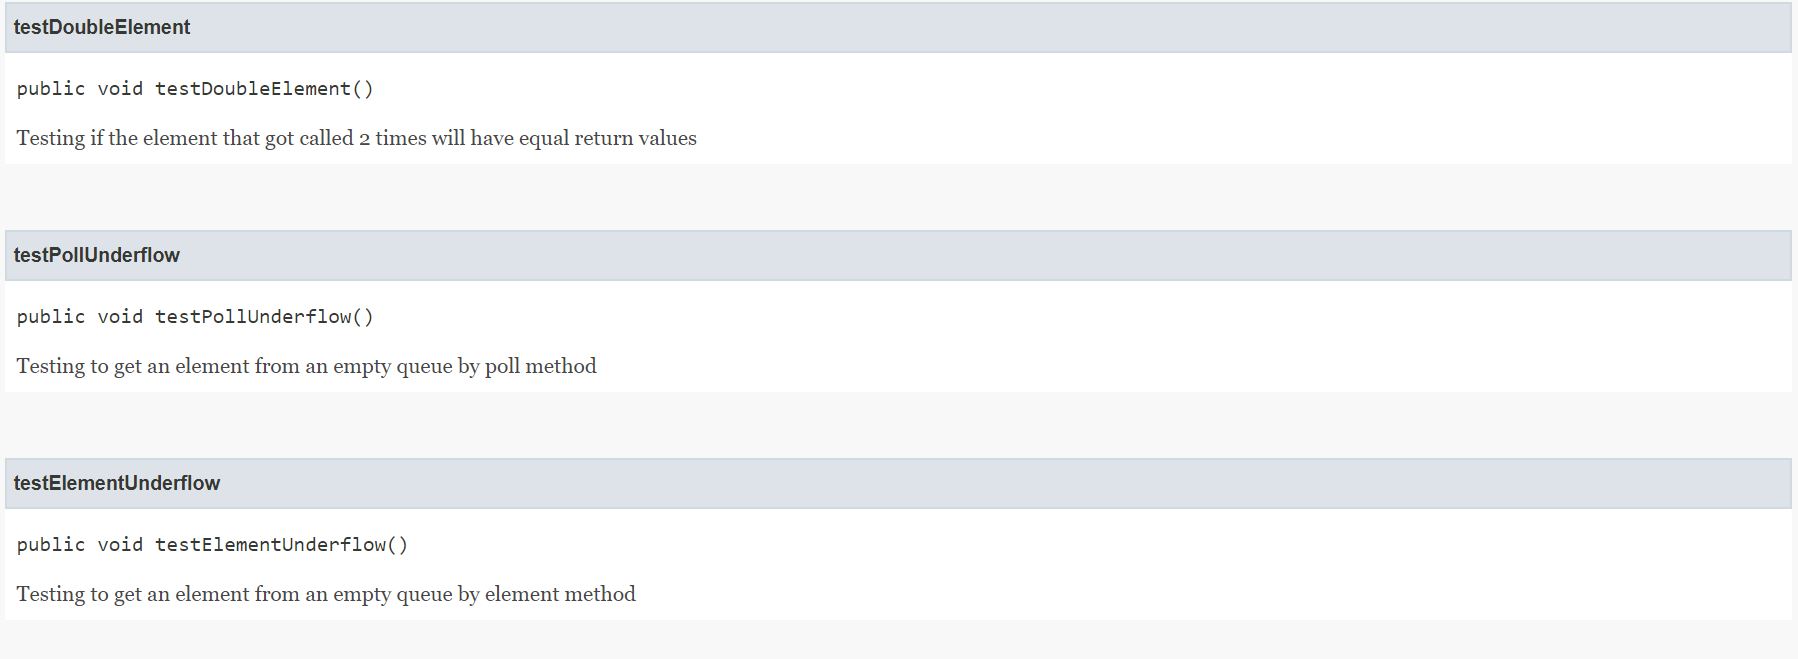 testDoubleElement
public void testDoubleElement()
Testing if the element that got called 2 times will have equal return values
testPollUnderflow
public void testPollUnderflow()
Testing to get an element from an empty queue by poll method
testElementUnderflow
public void testElementUnderflow()
Testing to get an element from an empty queue by element method